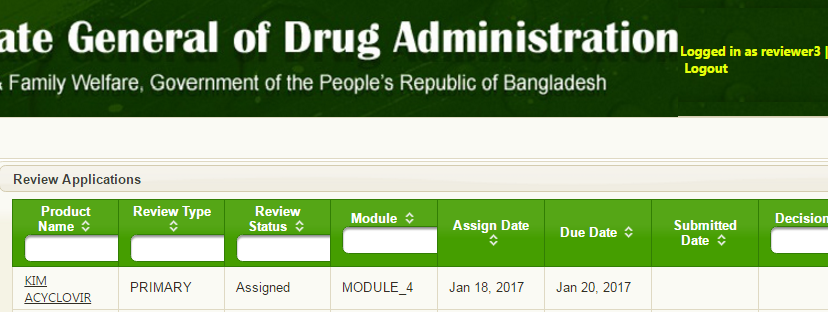 ate General of Drug Administration
Logged in as reviewer3 |
Logout
& Family Welfare, Government of the People's Republic of Bangladesh
Review Applications
Product Name Review Type Review Status Module Assign Date Due Date Submitted Date Decision
KIM ACYCLOVIR PRIMARY Assigned MODULE_4 Jan 18, 2017 Jan 20, 2017